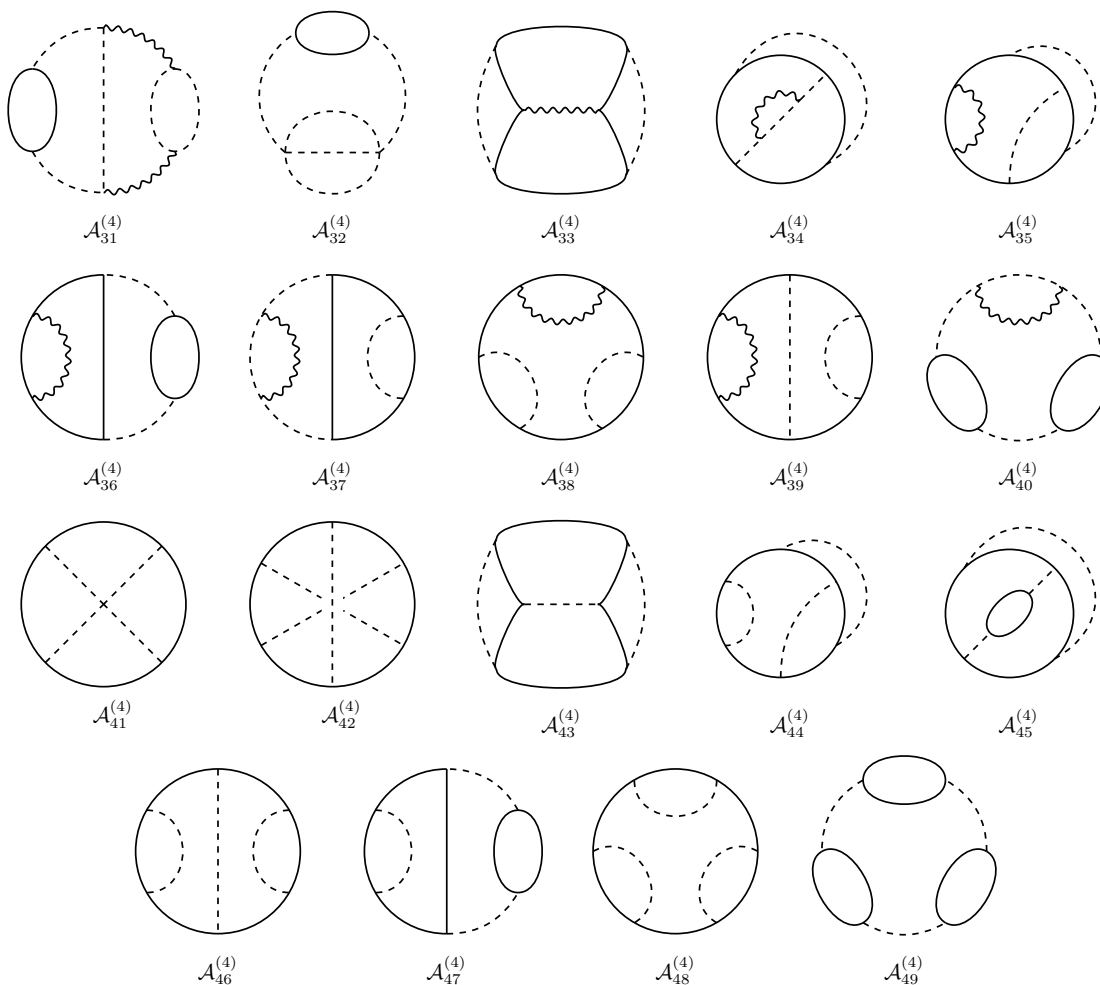 𝒜₃₁⁽⁴⁾ 𝒜₃₂⁽⁴⁾ 𝒜₃₃⁽⁴⁾ 𝒜₃₄⁽⁴⁾ 𝒜₃₅⁽⁴⁾
𝒜₃₆⁽⁴⁾ 𝒜₃₇⁽⁴⁾ 𝒜₃₈⁽⁴⁾ 𝒜₃₉⁽⁴⁾ 𝒜₄₀⁽⁴⁾
𝒜₄₁⁽⁴⁾ 𝒜₄₂⁽⁴⁾ 𝒜₄₃⁽⁴⁾ 𝒜₄₄⁽⁴⁾ 𝒜₄₅⁽⁴⁾
𝒜₄₆⁽⁴⁾ 𝒜₄₇⁽⁴⁾ 𝒜₄₈⁽⁴⁾ 𝒜₄₉⁽⁴⁾